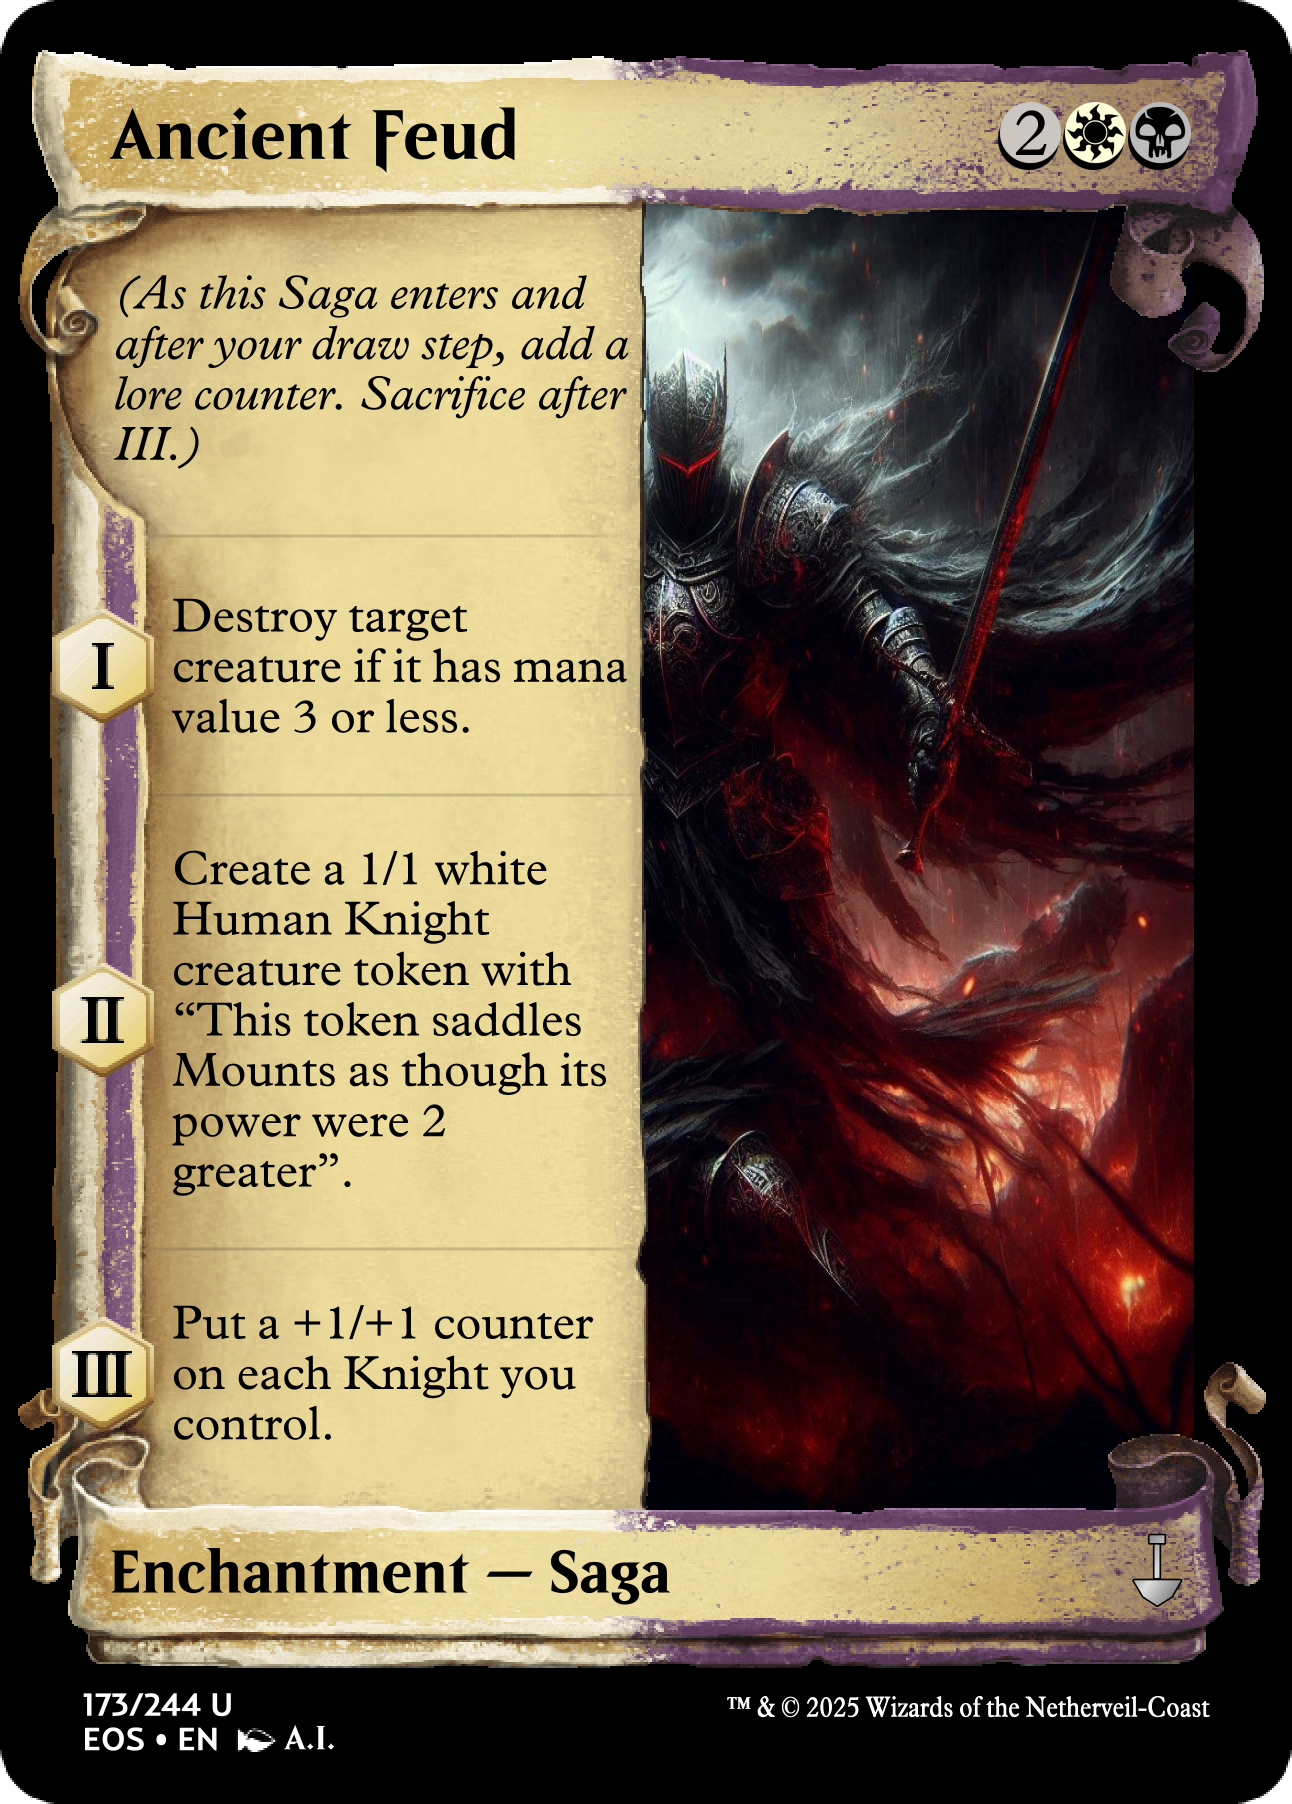 Ancient Feud
2
(As this Saga enters and
after your draw step, add a
lore counter. Sacrifice after
III.)
I
Destroy target
creature if it has mana
value 3 or less.
II
Create a 1/1 white
Human Knight
creature token with
“This token saddles
Mounts as though its
power were 2
greater”.
III
Put a +1/+1 counter
on each Knight you
control.
Enchantment — Saga
173/244 U
EOS • EN A.I.
™ & © 2025 Wizards of the Netherveil-Coast